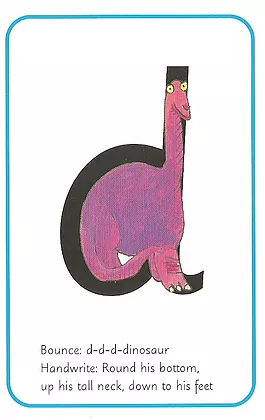 d
Bounce: d-d-d-dinosaur
Handwrite: Round his bottom,
up his tall neck, down to his feet